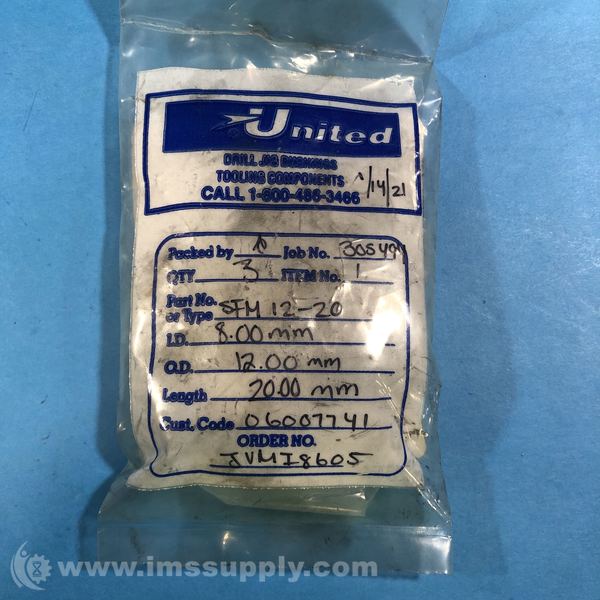 United
DRILL JIG BUSHINGS
TOOLING COMPONENTS
CALL 1-800-486-3466
1/14/21
Packed by Job No. 305494
QTY. 3 ITEM No. 1
Part No. or Type SFM 12-20
I.D. 8.00 mm
O.D. 12.00 mm
Length 20.00 mm
Cust. Code 06007741
ORDER NO.
JVMI8605
www.imssupply.com